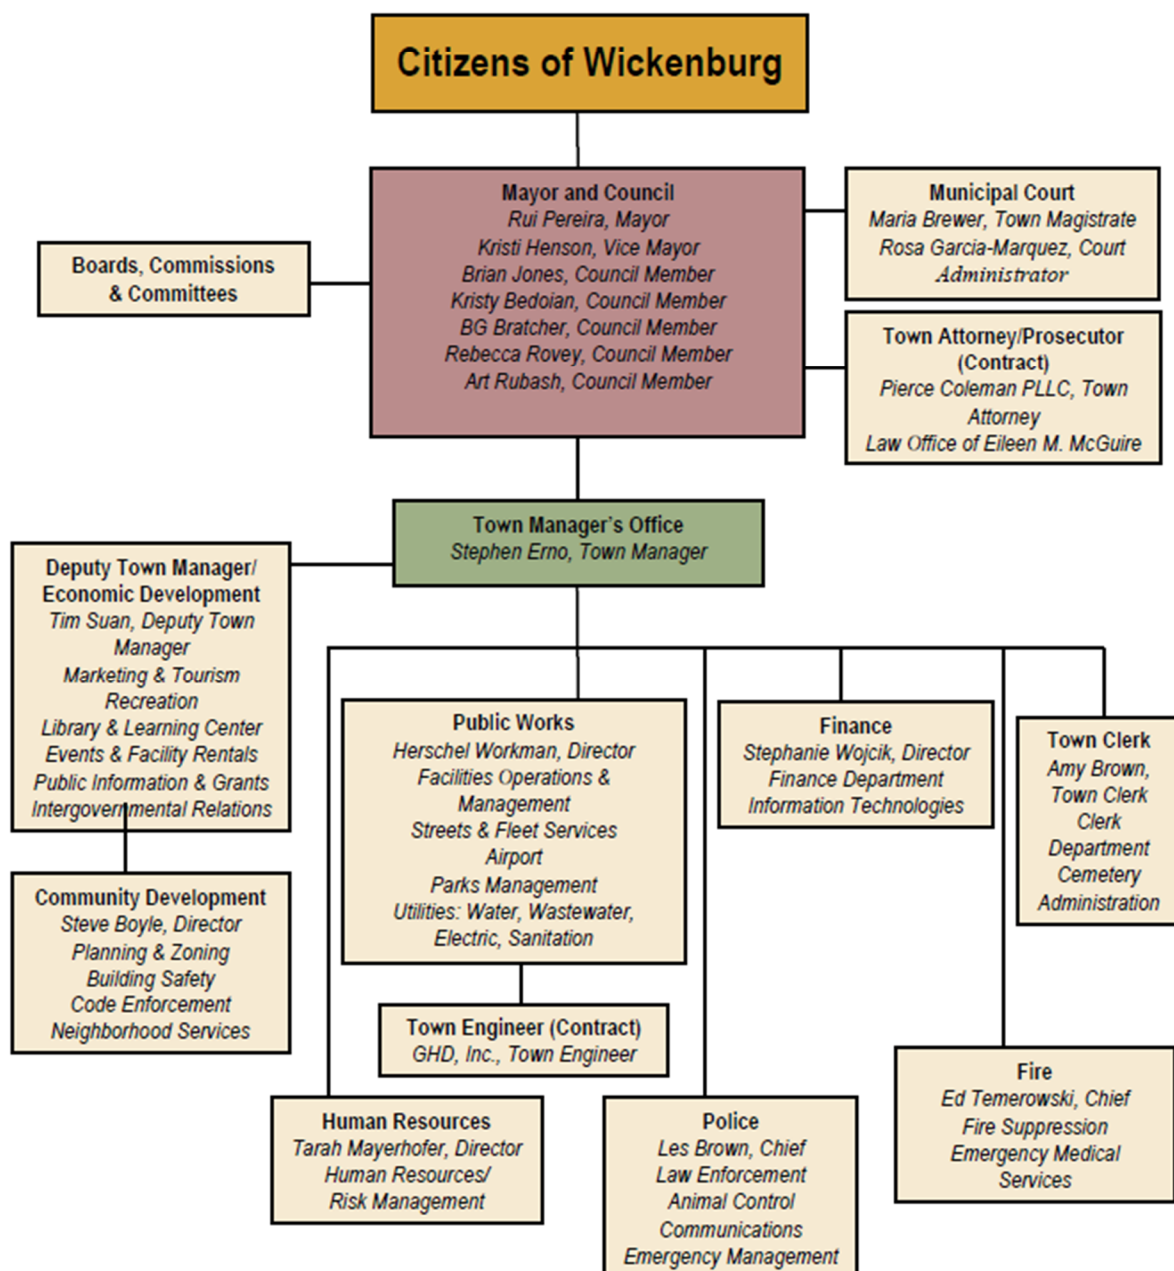 Citizens of Wickenburg
Mayor and Council
Rui Pereira, Mayor
Kristi Henson, Vice Mayor
Brian Jones, Council Member
Kristy Bedoian, Council Member
BG Bratcher, Council Member
Rebecca Rovey, Council Member
Art Rubash, Council Member
Municipal Court
Maria Brewer, Town Magistrate
Rosa Garcia-Marquez, Court
Administrator
Boards, Commissions
& Committees
Town Attorney/Prosecutor
(Contract)
Pierce Coleman PLLC, Town
Attorney
Law Office of Eileen M. McGuire
Town Manager's Office
Stephen Erno, Town Manager
Deputy Town Manager/
Economic Development
Tim Suan, Deputy Town
Manager
Marketing & Tourism
Recreation
Library & Learning Center
Events & Facility Rentals
Public Information & Grants
Intergovernmental Relations
Community Development
Steve Boyle, Director
Planning & Zoning
Building Safety
Code Enforcement
Neighborhood Services
Public Works
Herschel Workman, Director
Facilities Operations &
Management
Streets & Fleet Services
Airport
Parks Management
Utilities: Water, Wastewater,
Electric, Sanitation
Town Engineer (Contract)
GHD, Inc., Town Engineer
Finance
Stephanie Wojcik, Director
Finance Department
Information Technologies
Town Clerk
Amy Brown,
Town Clerk
Clerk
Department
Cemetery
Administration
Human Resources
Tarah Mayerhofer, Director
Human Resources/
Risk Management
Police
Les Brown, Chief
Law Enforcement
Animal Control
Communications
Emergency Management
Fire
Ed Temerowski, Chief
Fire Suppression
Emergency Medical
Services